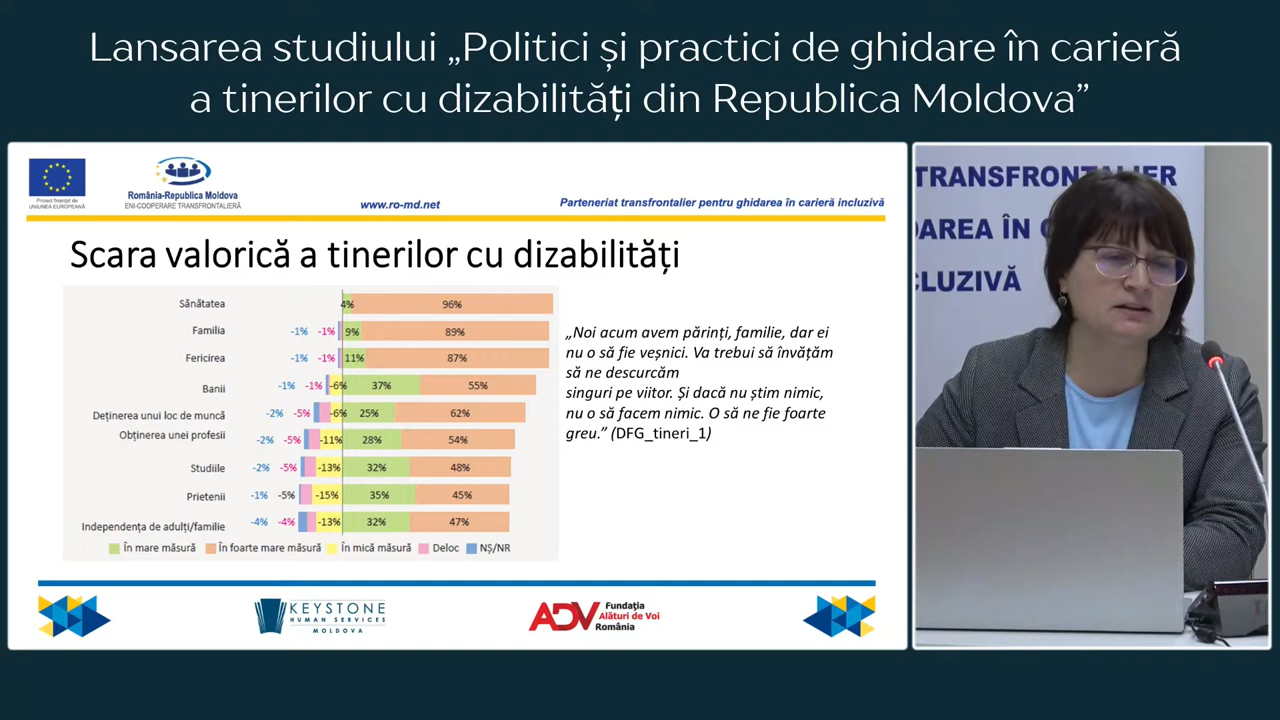 Lansarea studiului „Politici și practici de ghidare în carieră
a tinerilor cu dizabilități din Republica Moldova”
Proiect finanțat de
UNIUNEA EUROPEANĂ
România-Republica Moldova
ENI-COOPERARE TRANSFRONTALIERĂ
www.ro-md.net
Parteneriat transfrontalier pentru ghidarea în carieră incluzivă
Scara valorică a tinerilor cu dizabilități
Sănătatea 4% 96%
Familia -1% -1% 9% 89%
Fericirea -1% -1% 11% 87%
Banii -1% -1% -6% 37% 55%
Deținerea unui loc de muncă -2% -5% -6% 25% 62%
Obținerea unei profesii -2% -5% -11% 28% 54%
Studiile -2% -5% -13% 32% 48%
Prietenii -1% -5% -15% 35% 45%
Independența de adulți/familie -4% -4% -13% 32% 47%
În mare măsură În foarte mare măsură În mică măsură Deloc NȘ/NR
„Noi acum avem părinți, familie, dar ei
nu o să fie veșnici. Va trebui să învățăm
să ne descurcăm
singuri pe viitor. Și dacă nu știm nimic,
nu o să facem nimic. O să ne fie foarte
greu.” (DFG_tineri_1)
KEYSTONE
HUMAN SERVICES
MOLDOVA
ADV
Fundația
Alături de Voi
România
TRANSFRONTALIER
DAREA ÎN C
CLUZIVĂ